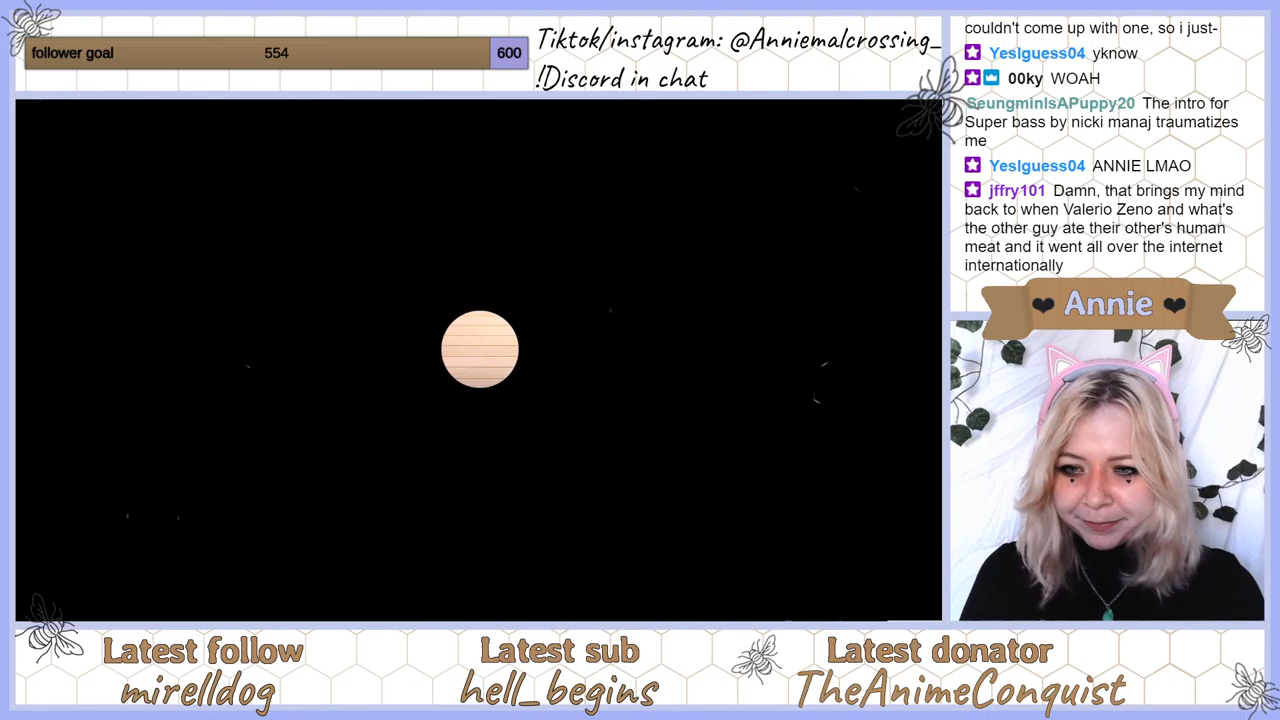 follower goal 554 600
Tiktok/instagram: @Anniemalcrossing_
!Discord in chat
couldn't come up with one, so i just-
YesIguess04 yknow
00ky WOAH
SeungminIsAPuppy20 The intro for
Super bass by nicki manaj traumatizes
me
YesIguess04 ANNIE LMAO
jffry101 Damn, that brings my mind
back to when Valerio Zeno and what's
the other guy ate their other's human
meat and it went all over the internet
internationally
Annie
Latest follow
mirelldog
Latest sub
hell_begins
Latest donator
TheAnimeConquist